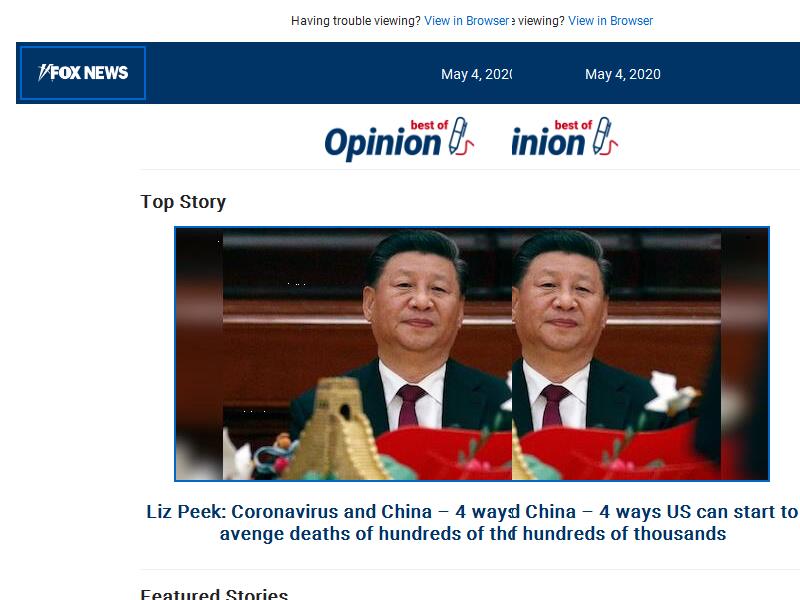 Having trouble viewing? View in Browser e viewing? View in Browser
FOX NEWS May 4, 2020 May 4, 2020
best of best of
Opinion inion
Top Story
Liz Peek: Coronavirus and China – 4 ways d China – 4 ways US can start to
avenge deaths of hundreds of th f hundreds of thousands
Featured Stories